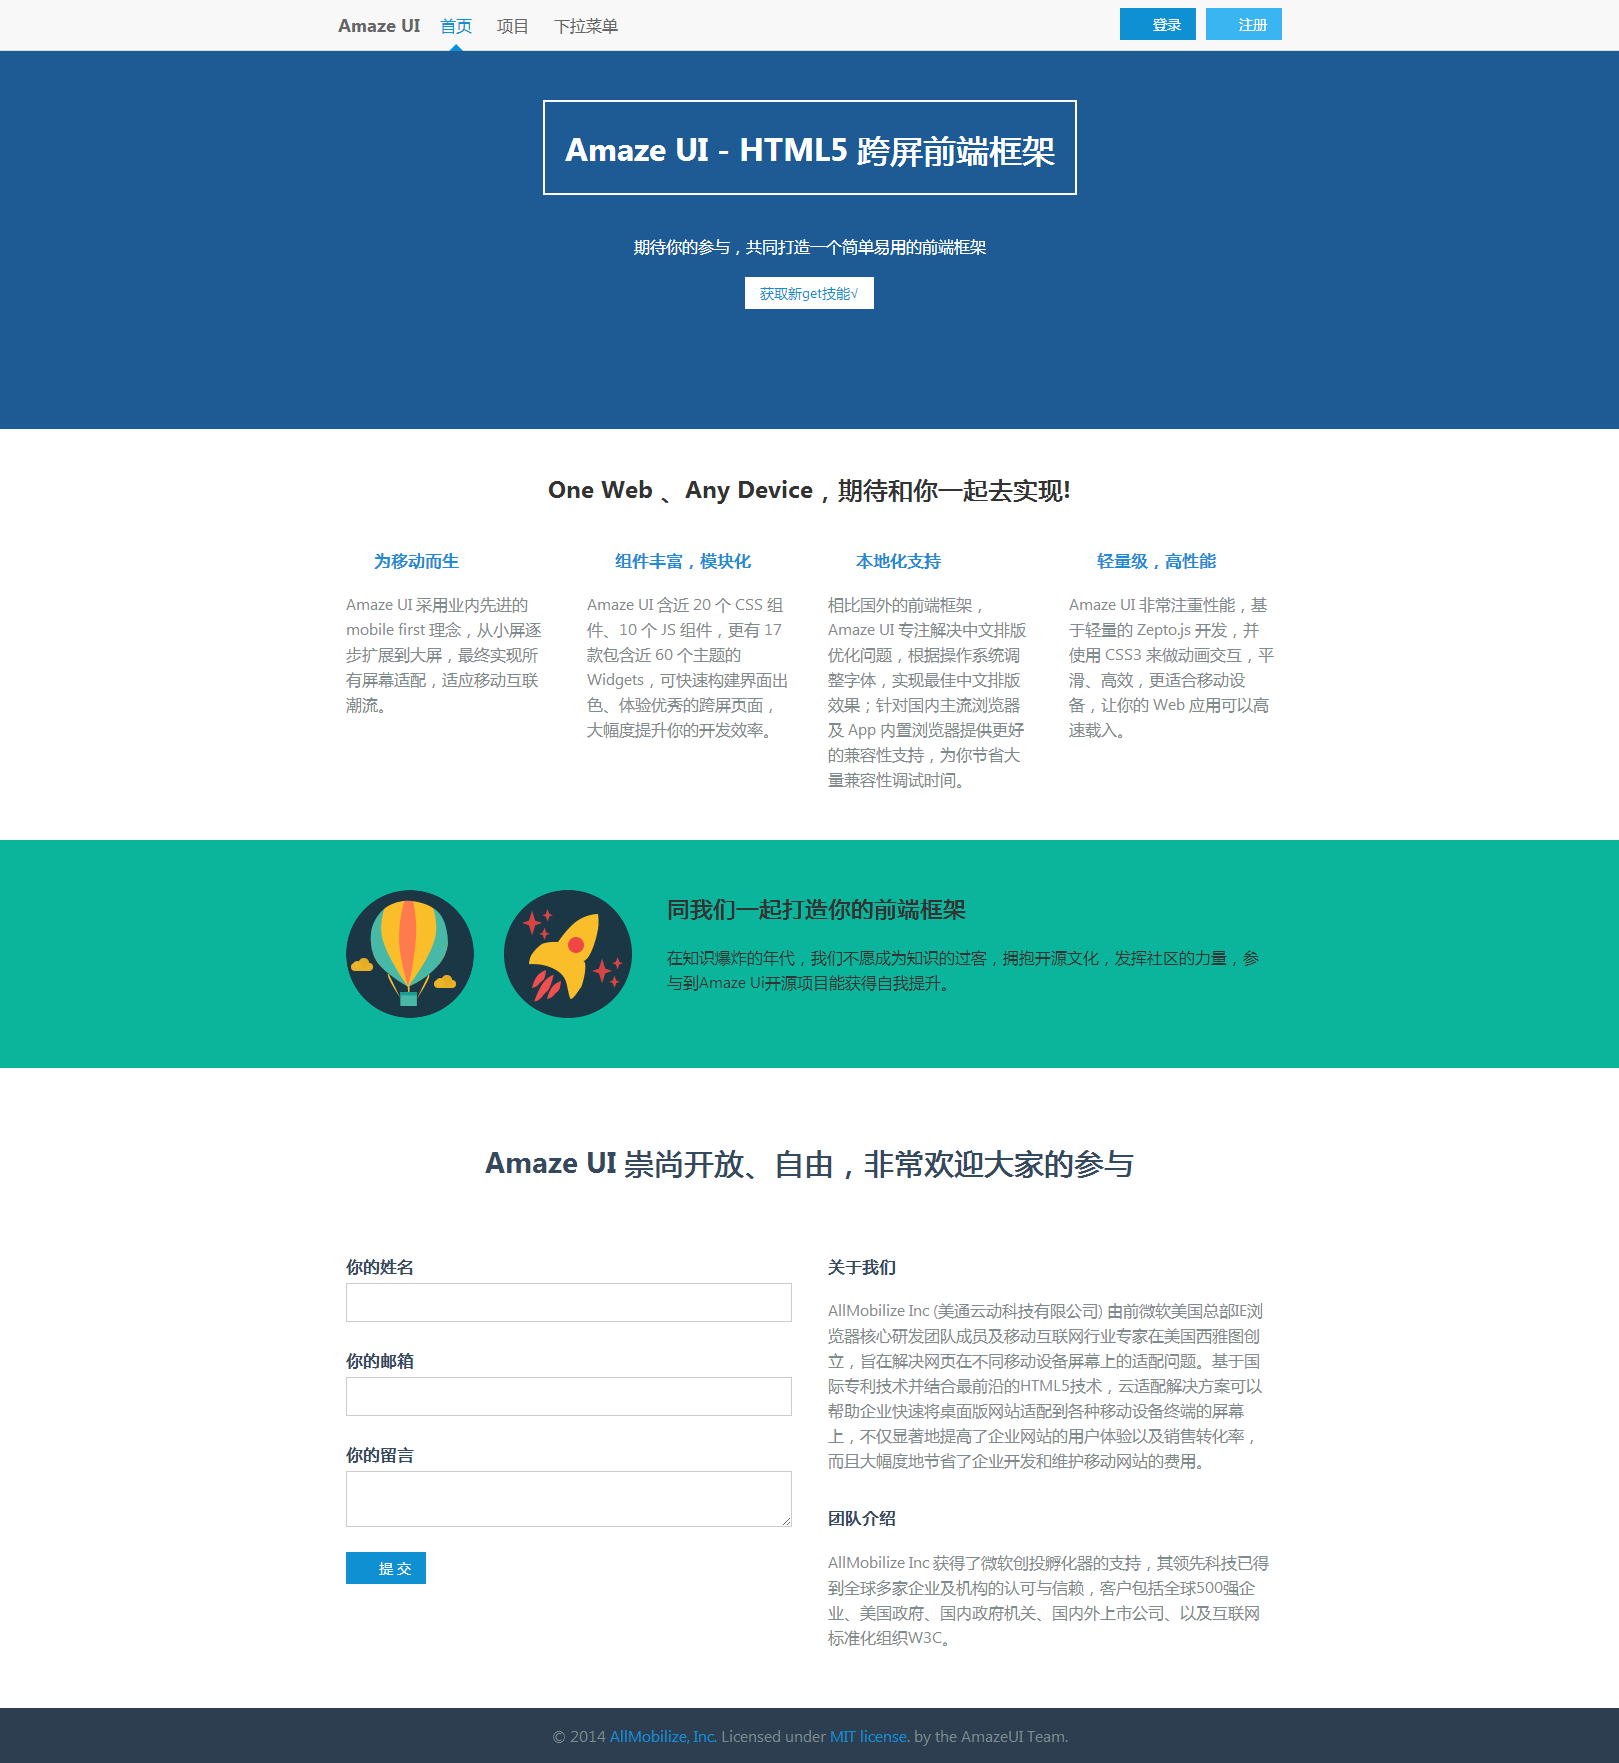 Amaze UI 首页 项目 下拉菜单 登录 注册
Amaze UI - HTML5 跨屏前端框架
期待你的参与，共同打造一个简单易用的前端框架
获取新get技能√
One Web 、Any Device，期待和你一起去实现!
为移动而生
Amaze UI 采用业内先进的
mobile first 理念，从小屏逐
步扩展到大屏，最终实现所
有屏幕适配，适应移动互联
潮流。
组件丰富，模块化
Amaze UI 含近 20 个 CSS 组
件、10 个 JS 组件，更有 17
款包含近 60 个主题的
Widgets，可快速构建界面出
色、体验优秀的跨屏页面，
大幅度提升你的开发效率。
本地化支持
相比国外的前端框架，
Amaze UI 专注解决中文排版
优化问题，根据操作系统调
整字体，实现最佳中文排版
效果；针对国内主流浏览器
及 App 内置浏览器提供更好
的兼容性支持，为你节省大
量兼容性调试时间。
轻量级，高性能
Amaze UI 非常注重性能，基
于轻量的 Zepto.js 开发，并
使用 CSS3 来做动画交互，平
滑、高效，更适合移动设
备，让你的 Web 应用可以高
速载入。
同我们一起打造你的前端框架
在知识爆炸的年代，我们不愿成为知识的过客，拥抱开源文化，发挥社区的力量，参
与到Amaze Ui开源项目能获得自我提升。
Amaze UI 崇尚开放、自由，非常欢迎大家的参与
你的姓名
你的邮箱
你的留言
提 交
关于我们
AllMobilize Inc (美通云动科技有限公司) 由前微软美国总部IE浏
览器核心研发团队成员及移动互联网行业专家在美国西雅图创
立，旨在解决网页在不同移动设备屏幕上的适配问题。基于国
际专利技术并结合最前沿的HTML5技术，云适配解决方案可以
帮助企业快速将桌面版网站适配到各种移动设备终端的屏幕
上，不仅显著地提高了企业网站的用户体验以及销售转化率，
而且大幅度地节省了企业开发和维护移动网站的费用。
团队介绍
AllMobilize Inc 获得了微软创投孵化器的支持，其领先科技已得
到全球多家企业及机构的认可与信赖，客户包括全球500强企
业、美国政府、国内政府机关、国内外上市公司、以及互联网
标准化组织W3C。
© 2014 AllMobilize, Inc. Licensed under MIT license. by the AmazeUI Team.